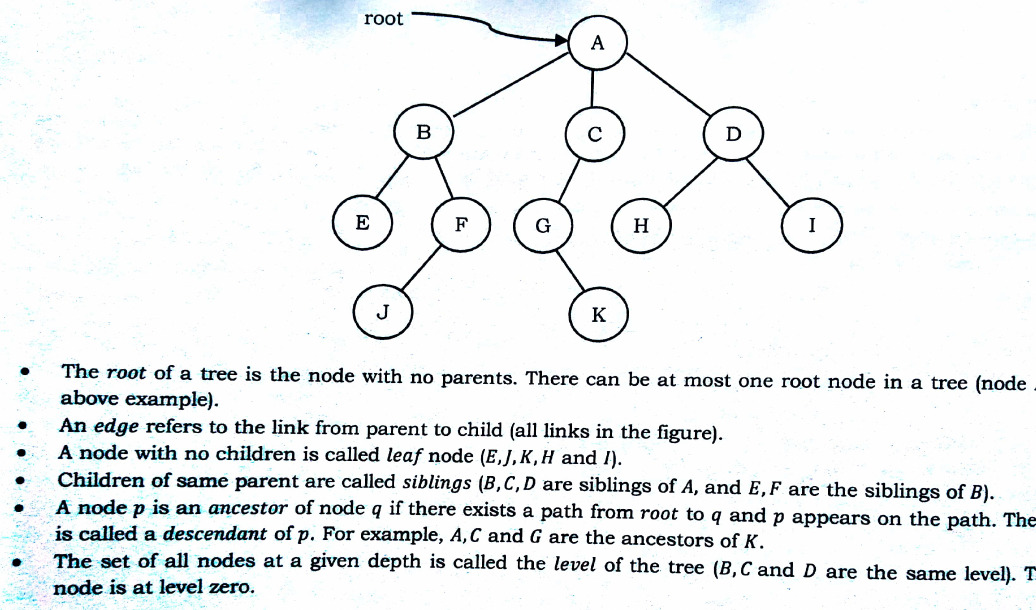 root
A
B
C
D
E
F
G
H
I
J
K
• The root of a tree is the node with no parents. There can be at most one root node in a tree (node
above example).
• An edge refers to the link from parent to child (all links in the figure).
• A node with no children is called leaf node (E,J,K,H and I).
• Children of same parent are called siblings (B,C,D are siblings of A, and E,F are the siblings of B).
• A node p is an ancestor of node q if there exists a path from root to q and p appears on the path. The
is called a descendant of p. For example, A,C and G are the ancestors of K.
• The set of all nodes at a given depth is called the level of the tree (B,C and D are the same level). T
node is at level zero.